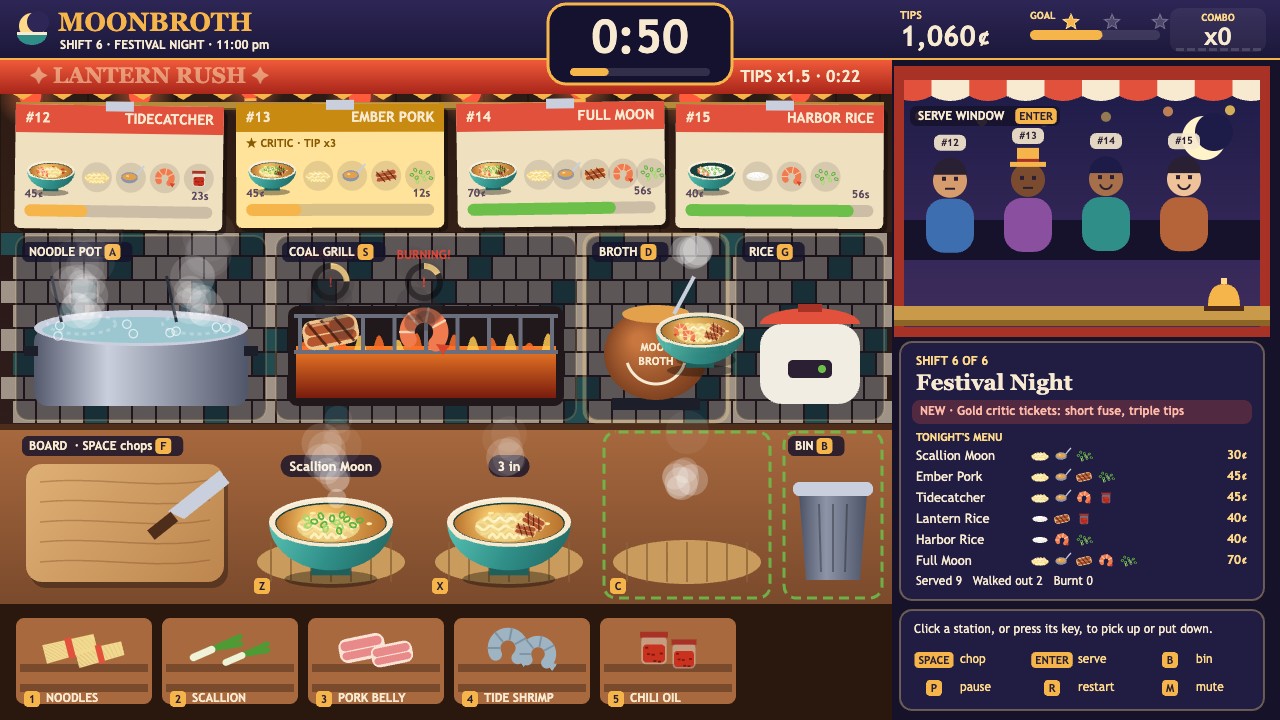 MOONBROTH
SHIFT 6 · FESTIVAL NIGHT · 11:00 pm
0:50
TIPS
1,060¢
GOAL
COMBO
x0
✦ LANTERN RUSH ✦
TIPS x1.5 · 0:22
#12 TIDECATCHER
45¢ 23s
#13 EMBER PORK
★ CRITIC · TIP x3
45¢ 12s
#14 FULL MOON
70¢ 56s
#15 HARBOR RICE
40¢ 56s
SERVE WINDOW ENTER
#12
#13
#14
#15
NOODLE POT A
COAL GRILL S
BURNING!
!
!
BROTH D
RICE G
MOON
BROTH
BOARD · SPACE chops F
Scallion Moon
3 in
BIN B
Z
X
C
1 NOODLES
2 SCALLION
3 PORK BELLY
4 TIDE SHRIMP
5 CHILI OIL
SHIFT 6 OF 6
Festival Night
NEW · Gold critic tickets: short fuse, triple tips
TONIGHT'S MENU
Scallion Moon 30¢
Ember Pork 45¢
Tidecatcher 45¢
Lantern Rice 40¢
Harbor Rice 40¢
Full Moon 70¢
Served 9 Walked out 2 Burnt 0
Click a station, or press its key, to pick up or put down.
SPACE chop ENTER serve B bin
P pause R restart M mute